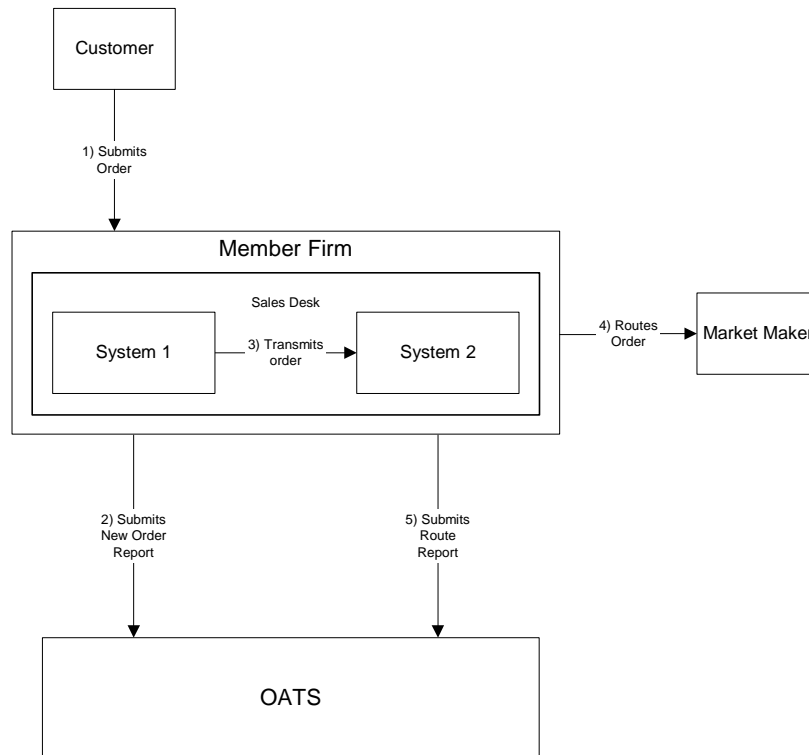 Customer
1) Submits
Order
Member Firm
Sales Desk
System 1
3) Transmits
order
System 2
4) Routes
Order
Market Maker
2) Submits
New Order
Report
5) Submits
Route
Report
OATS